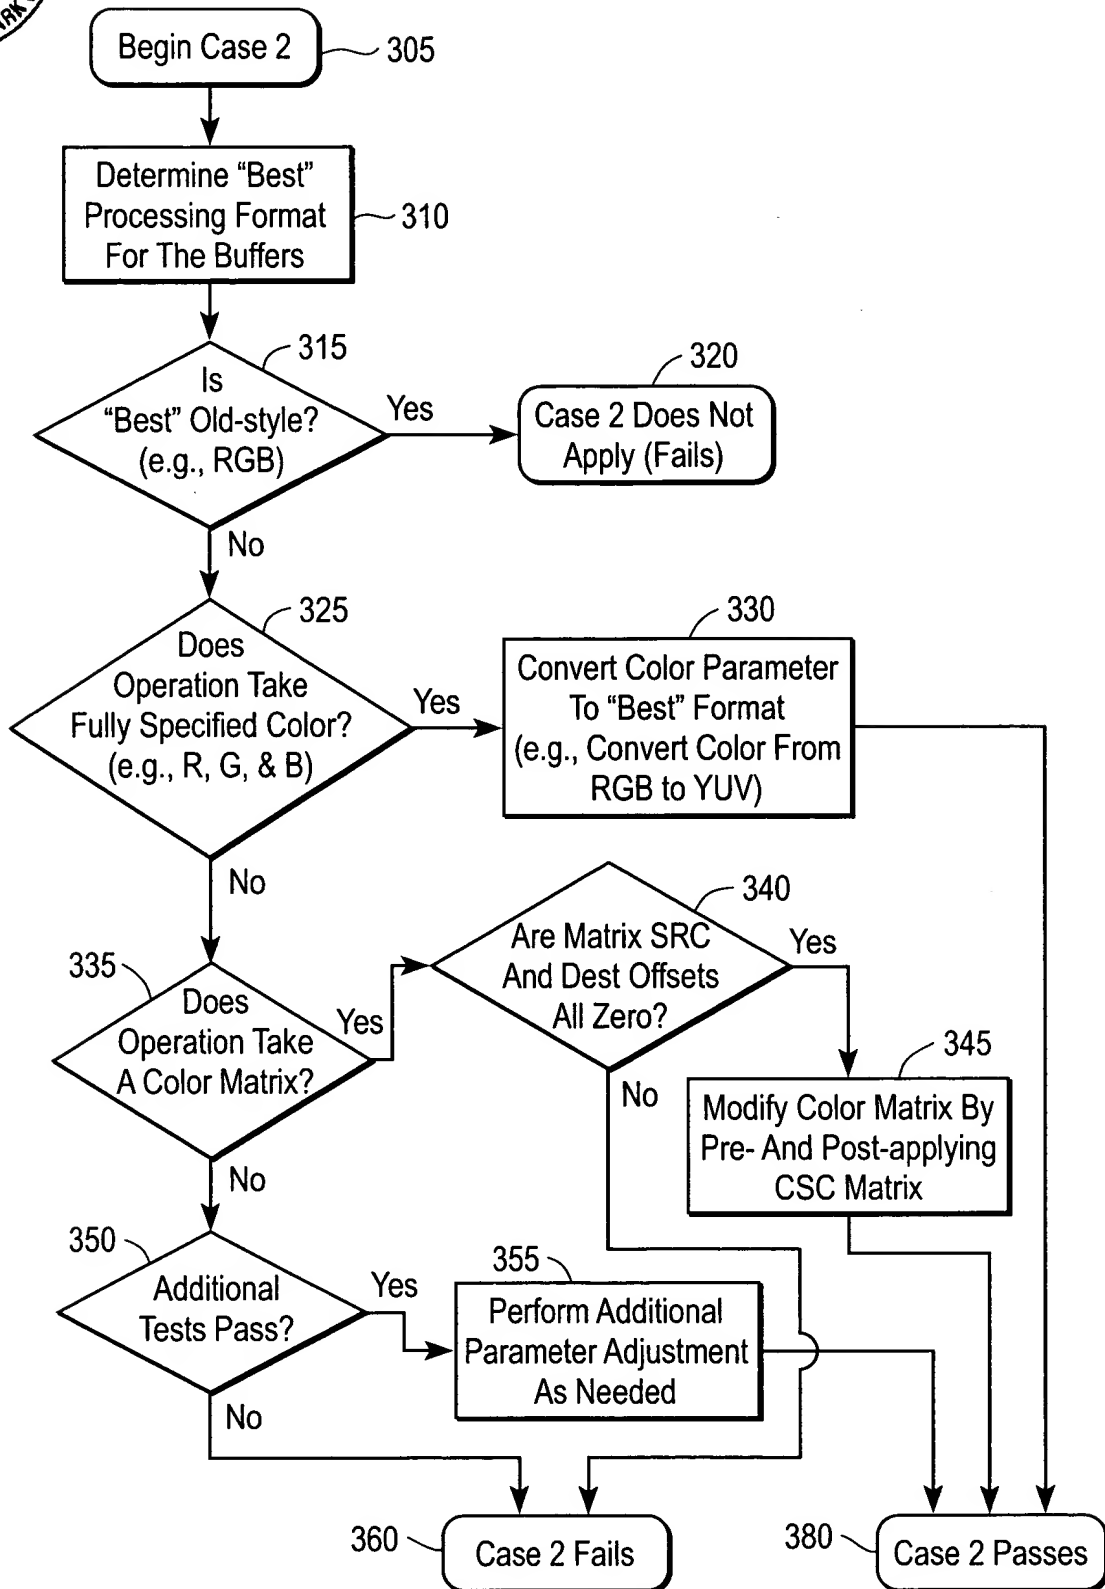 ARK
Begin Case 2
305
Determine “Best”
Processing Format
For The Buffers
310
315
Is
“Best” Old-style?
(e.g., RGB)
Yes
320
Case 2 Does Not
Apply (Fails)
No
325
Does
Operation Take
Fully Specified Color?
(e.g., R, G, & B)
Yes
330
Convert Color Parameter
To “Best” Format
(e.g., Convert Color From
RGB to YUV)
No
335
Does
Operation Take
A Color Matrix?
Yes
340
Are Matrix SRC
And Dest Offsets
All Zero?
Yes
No
345
Modify Color Matrix By
Pre- And Post-applying
CSC Matrix
No
350
Additional
Tests Pass?
Yes
355
Perform Additional
Parameter Adjustment
As Needed
No
360
Case 2 Fails
380
Case 2 Passes